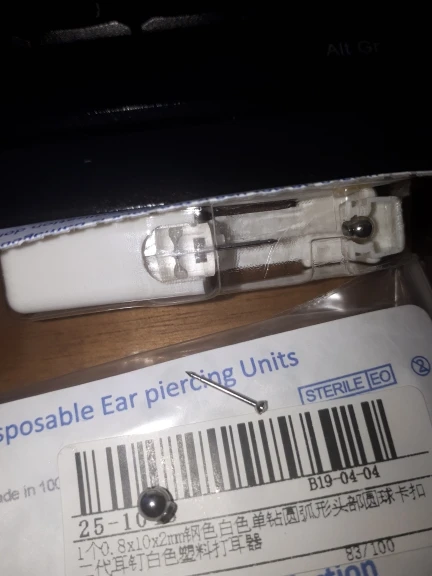 Alt Gr
sposable Ear piercing Units
STERILE EO
2
ade in 100
B19-04-04
25-10
1个0.8x10x2mm钢色白色单钻圆弧形头部圆球卡扣
二代耳钉白色塑料打耳器
83/100